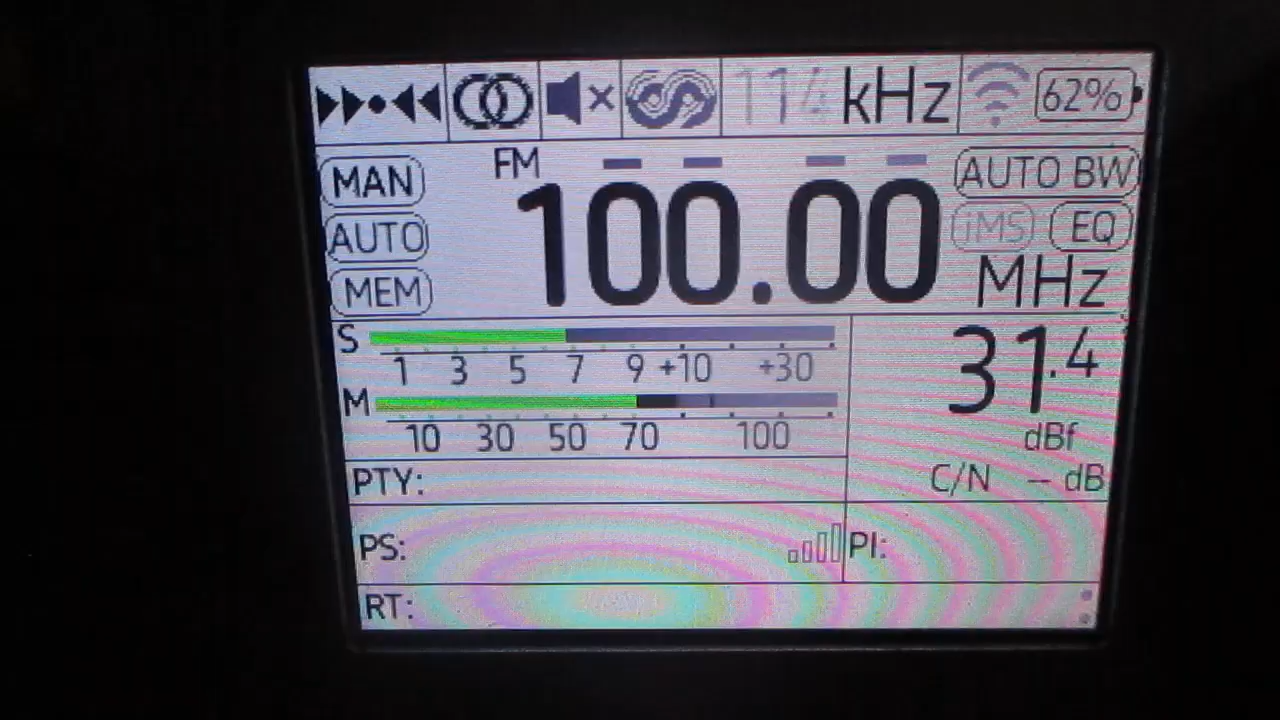 114 kHz 62%
FM
MAN AUTO BW
100.00
AUTO iMS EQ
MEM MHz
S
1 3 5 7 9 +10 +30
31.4
M
10 30 50 70 100
dBf
PTY: C/N -- dB
PS: PI:
RT: